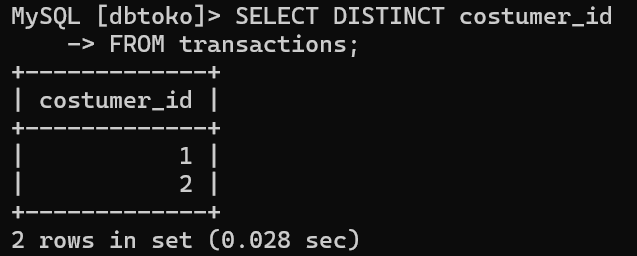 MySQL [dbtoko]> SELECT DISTINCT costumer_id
    -> FROM transactions;
+-------------+
| costumer_id |
+-------------+
|           1 |
|           2 |
+-------------+
2 rows in set (0.028 sec)